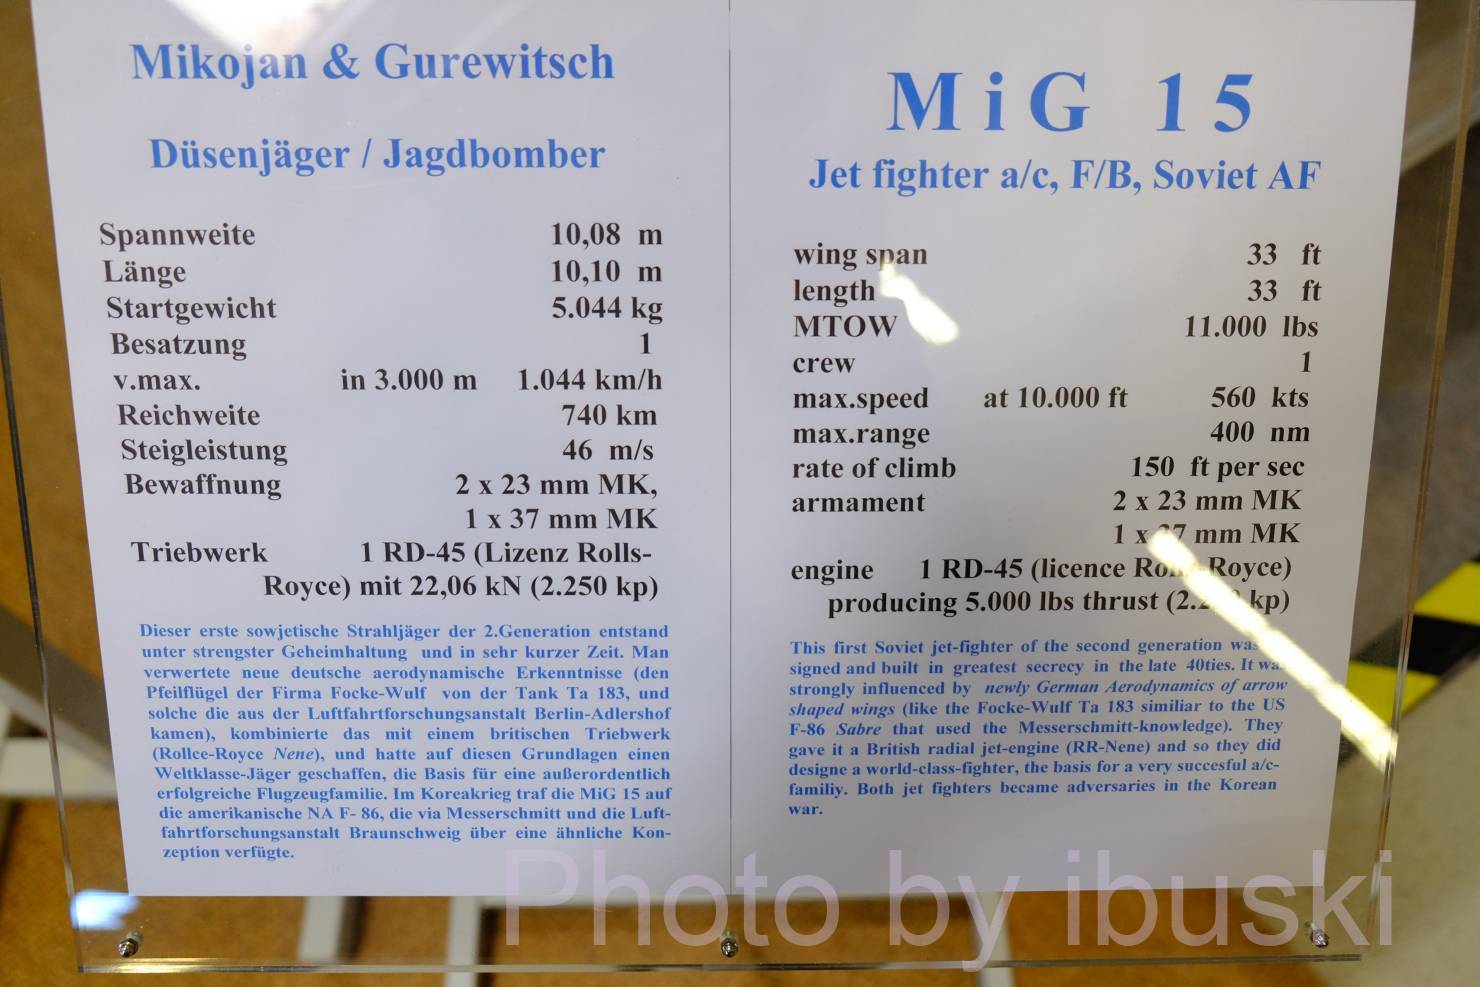 Mikojan & Gurewitsch
Düsenjäger / Jagdbomber
Spannweite 10,08 m
Länge 10,10 m
Startgewicht 5.044 kg
Besatzung 1
v.max. in 3.000 m 1.044 km/h
Reichweite 740 km
Steigleistung 46 m/s
Bewaffnung 2 x 23 mm MK,
1 x 37 mm MK
Triebwerk 1 RD-45 (Lizenz Rolls-
Royce) mit 22,06 kN (2.250 kp)
Dieser erste sowjetische Strahljäger der 2.Generation entstand
unter strengster Geheimhaltung und in sehr kurzer Zeit. Man
verwertete neue deutsche aerodynamische Erkenntnisse (den
Pfeilflügel der Firma Focke-Wulf von der Tank Ta 183, und
solche die aus der Luftfahrtforschungsanstalt Berlin-Adlershof
kamen), kombinierte das mit einem britischen Triebwerk
(Rollce-Royce Nene), und hatte auf diesen Grundlagen einen
Weltklasse-Jäger geschaffen, die Basis für eine außerordentlich
erfolgreiche Flugzeugfamilie. Im Koreakrieg traf die MiG 15 auf
die amerikanische NA F- 86, die via Messerschmitt und die Luft-
fahrtforschungsanstalt Braunschweig über eine ähnliche Kon-
zeption verfügte.
MiG 15
Jet fighter a/c, F/B, Soviet AF
wing span 33 ft
length 33 ft
MTOW 11.000 lbs
crew 1
max.speed at 10.000 ft 560 kts
max.range 400 nm
rate of climb 150 ft per sec
armament 2 x 23 mm MK
1 x 37 mm MK
engine 1 RD-45 (licence Rolls-Royce)
producing 5.000 lbs thrust (2.250 kp)
This first Soviet jet-fighter of the second generation was
signed and built in greatest secrecy in the late 40ties. It was
strongly influenced by newly German Aerodynamics of arrow
shaped wings (like the Focke-Wulf Ta 183 similiar to the US
F-86 Sabre that used the Messerschmitt-knowledge). They
gave it a British radial jet-engine (RR-Nene) and so they did
designe a world-class-fighter, the basis for a very succesful a/c-
familiy. Both jet fighters became adversaries in the Korean
war.
Photo by ibuski